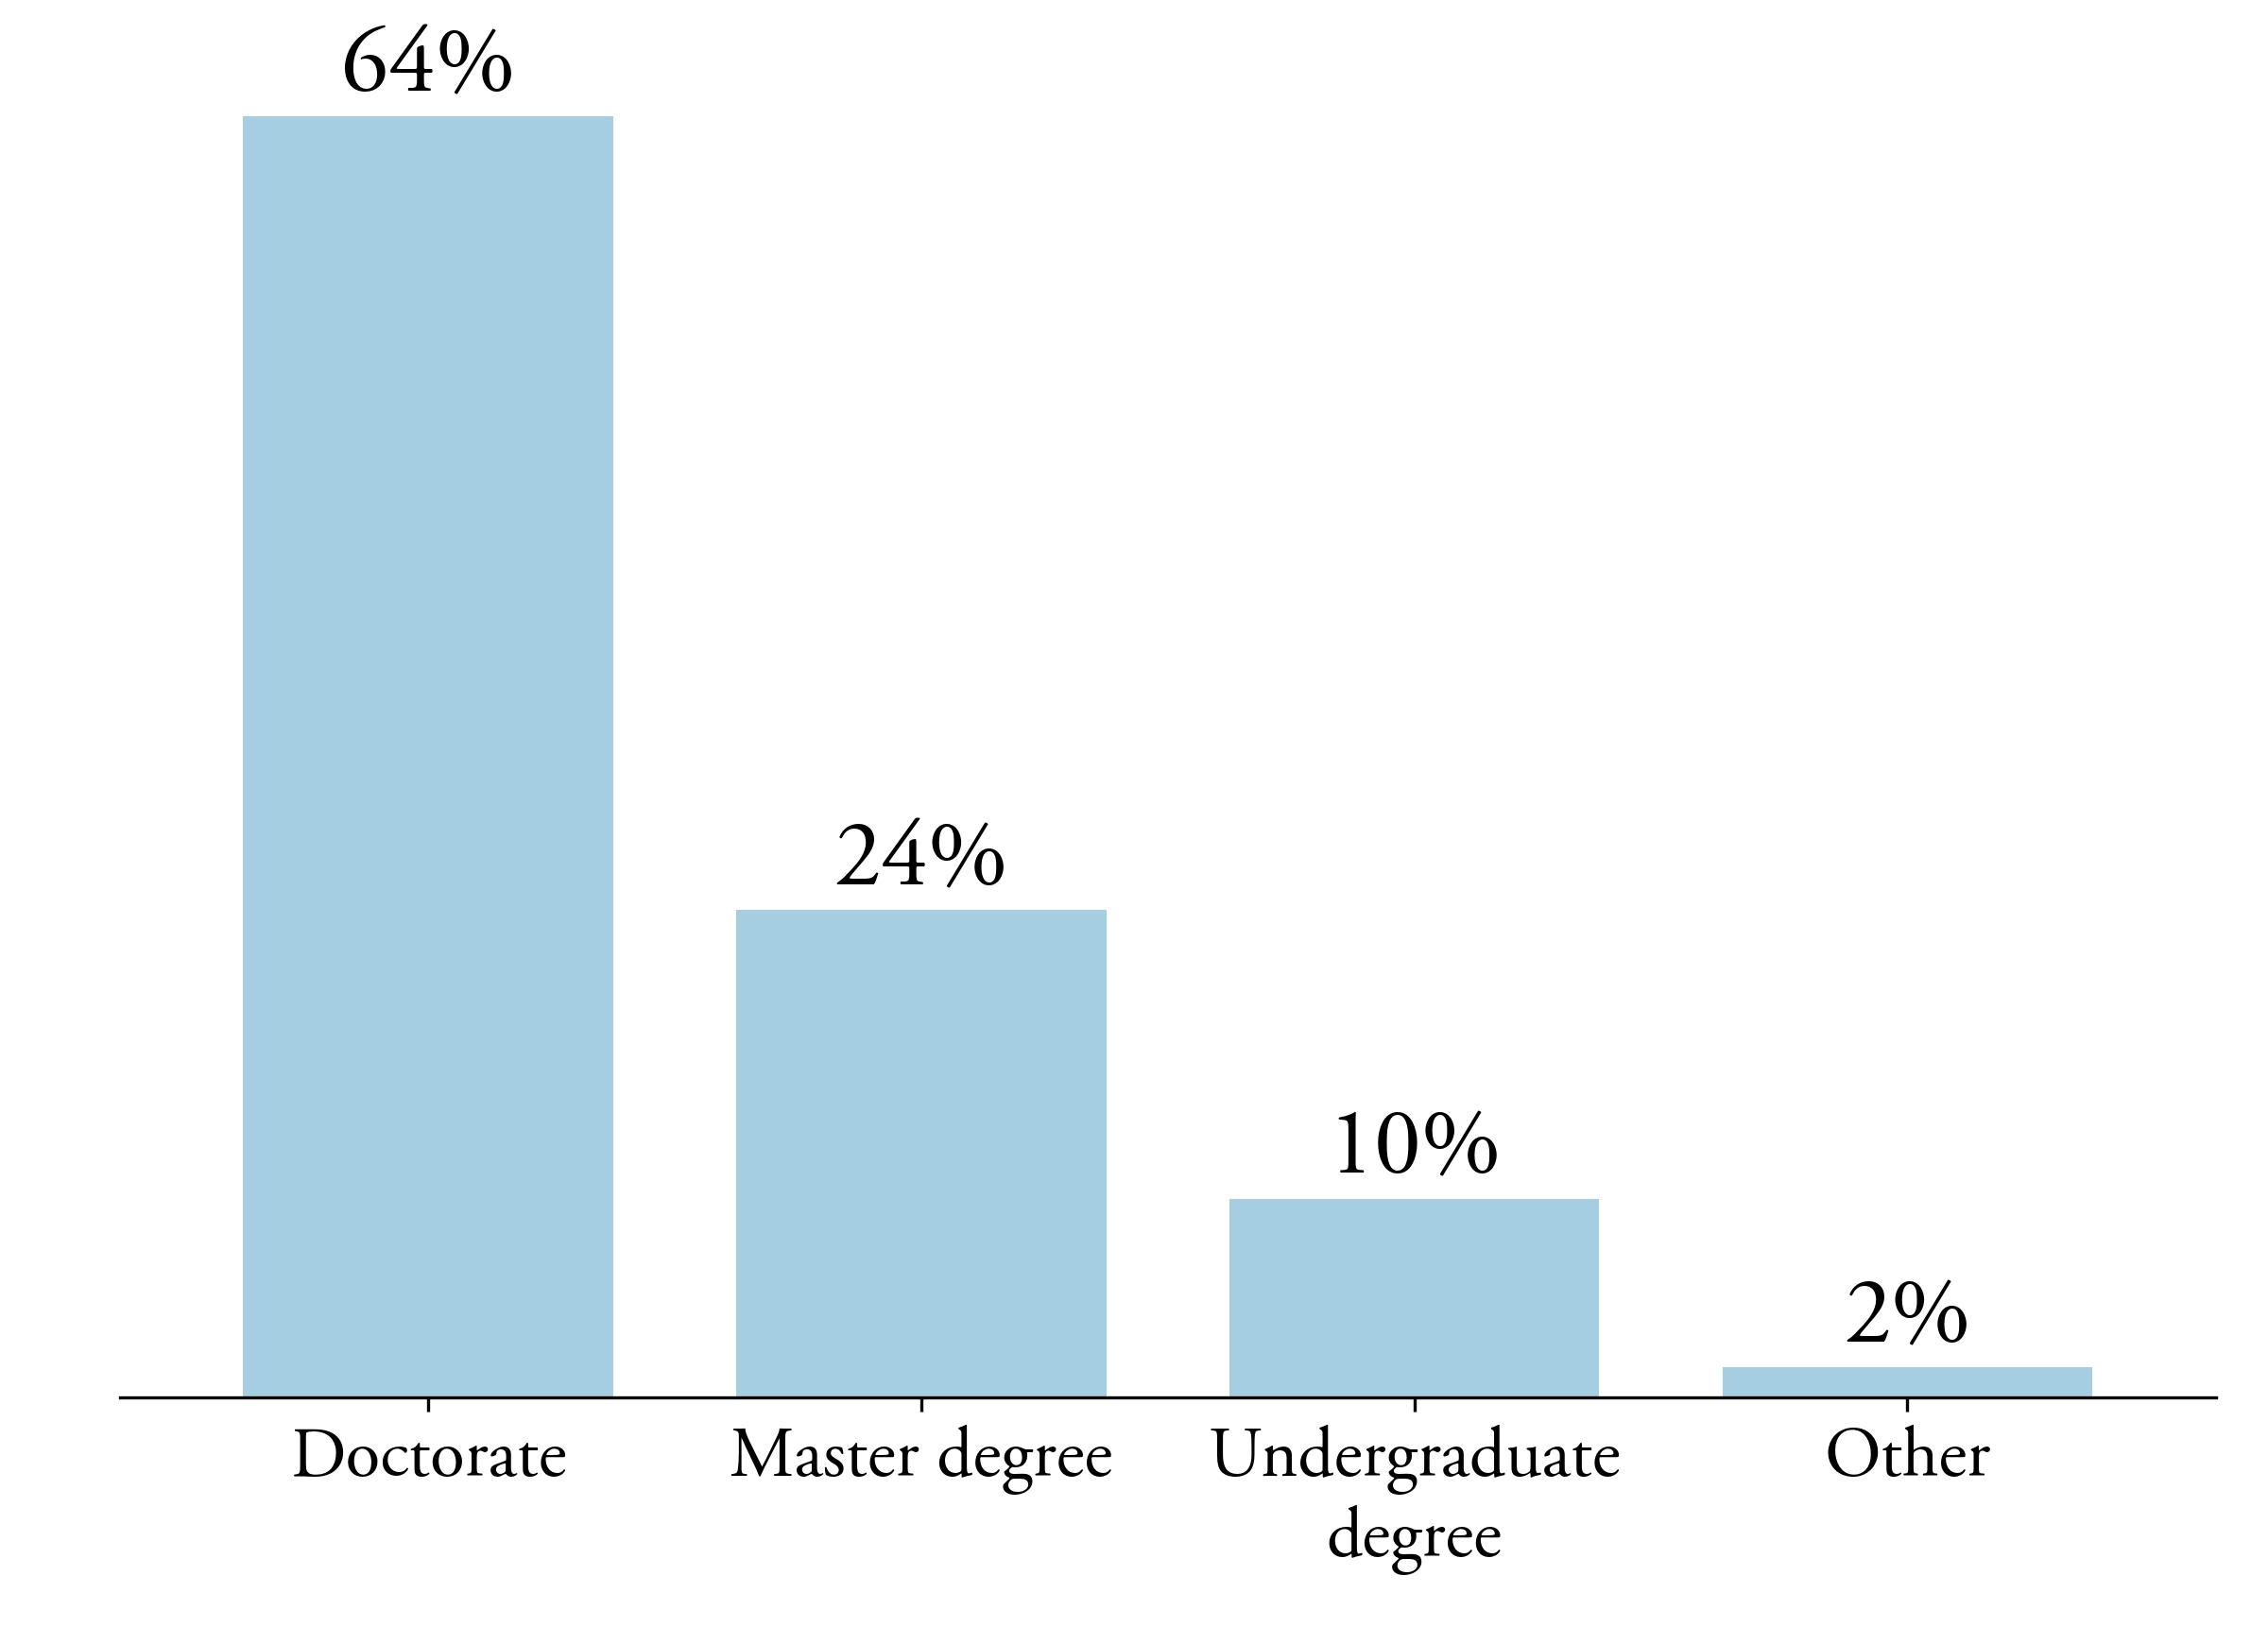 64%
24%
10%
2%
Doctorate
Master degree
Undergraduate
degree
Other